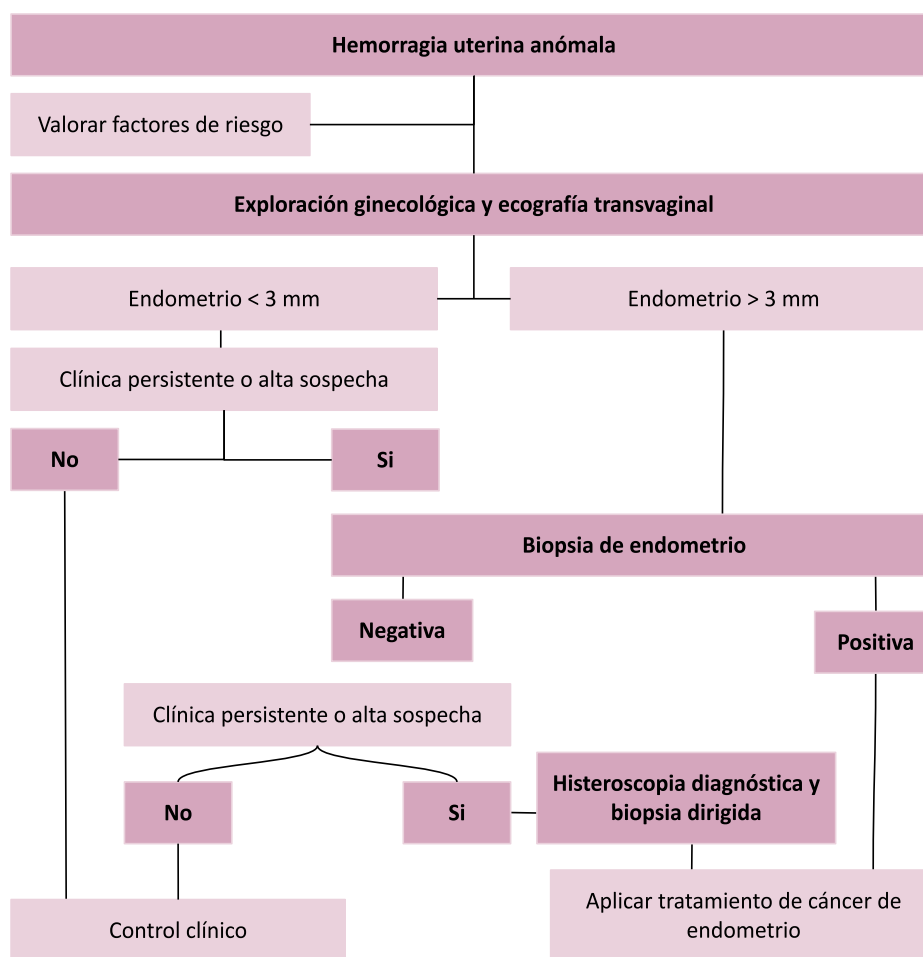 Hemorragia uterina anómala
Valorar factores de riesgo
Exploración ginecológica y ecografía transvaginal
Endometrio < 3 mm
Endometrio > 3 mm
Clínica persistente o alta sospecha
No
Si
Biopsia de endometrio
Negativa
Positiva
Clínica persistente o alta sospecha
No
Si
Histeroscopia diagnóstica y
biopsia dirigida
Aplicar tratamiento de cáncer de
endometrio
Control clínico